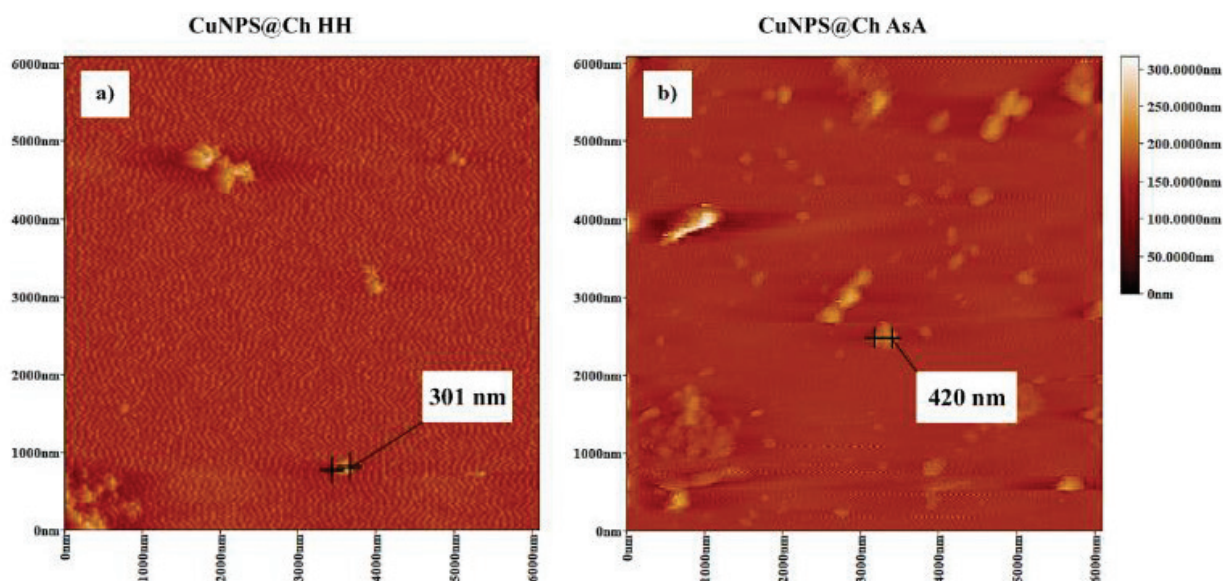 CuNPS@Ch HH
CuNPS@Ch AsA
a)
6000nm
5000nm
4000nm
3000nm
2000nm
1000nm
0nm
301 nm
0nm
1000nm
2000nm
3000nm
4000nm
5000nm
6000nm
b)
6000nm
5000nm
4000nm
3000nm
2000nm
1000nm
0nm
420 nm
0nm
1000nm
2000nm
3000nm
4000nm
5000nm
6000nm
300.0000nm
250.0000nm
200.0000nm
150.0000nm
100.0000nm
50.0000nm
0nm